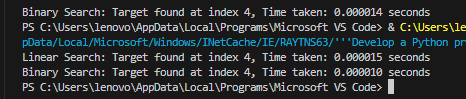 Binary Search: Target found at index 4, Time taken: 0.000014 seconds
PS C:\Users\lenovo\AppData\Local\Programs\Microsoft VS Code> & C:\Users\le
pData/Local/Microsoft/Windows/INetCache/IE/RAYTNS63/'''Develop a Python pr
Linear Search: Target found at index 4, Time taken: 0.000015 seconds
Binary Search: Target found at index 4, Time taken: 0.000010 seconds
PS C:\Users\lenovo\AppData\Local\Programs\Microsoft VS Code>